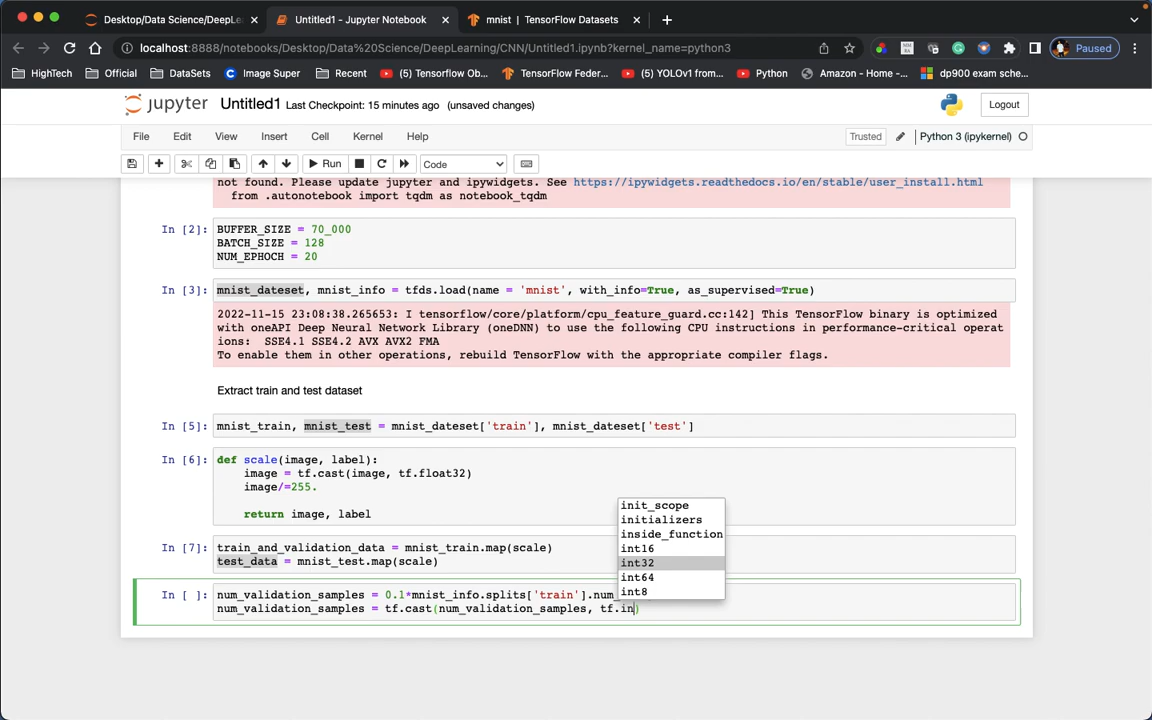 Desktop/Data Science/DeepLe
Untitled1 - Jupyter Notebook
mnist | TensorFlow Datasets
localhost:8888/notebooks/Desktop/Data%20Science/DeepLearning/CNN/Untitled1.ipynb?kernel_name=python3
Paused
HighTech
Official
DataSets
Image Super
Recent
(5) Tensorflow Ob...
TensorFlow Feder...
(5) YOLOv1 from...
Python
Amazon - Home -...
dp900 exam sche...
jupyter Untitled1 Last Checkpoint: 15 minutes ago (unsaved changes)
Logout
File Edit View Insert Cell Kernel Help
Trusted
Python 3 (ipykernel)
Run
Code
not found. Please update jupyter and ipywidgets. See https://ipywidgets.readthedocs.io/en/stable/user_install.html
from .autonotebook import tqdm as notebook_tqdm
In [2]: BUFFER_SIZE = 70_000
BATCH_SIZE = 128
NUM_EPHOCH = 20
In [3]: mnist_dateset, mnist_info = tfds.load(name = 'mnist', with_info=True, as_supervised=True)
2022-11-15 23:08:38.265653: I tensorflow/core/platform/cpu_feature_guard.cc:142] This TensorFlow binary is optimized
with oneAPI Deep Neural Network Library (oneDNN) to use the following CPU instructions in performance-critical operat
ions: SSE4.1 SSE4.2 AVX AVX2 FMA
To enable them in other operations, rebuild TensorFlow with the appropriate compiler flags.
Extract train and test dataset
In [5]: mnist_train, mnist_test = mnist_dateset['train'], mnist_dateset['test']
In [6]: def scale(image, label):
image = tf.cast(image, tf.float32)
image/=255.
return image, label
init_scope
initializers
inside_function
int16
int32
int64
int8
In [7]: train_and_validation_data = mnist_train.map(scale)
test_data = mnist_test.map(scale)
In [ ]: num_validation_samples = 0.1*mnist_info.splits['train'].num_
num_validation_samples = tf.cast(num_validation_samples, tf.in)